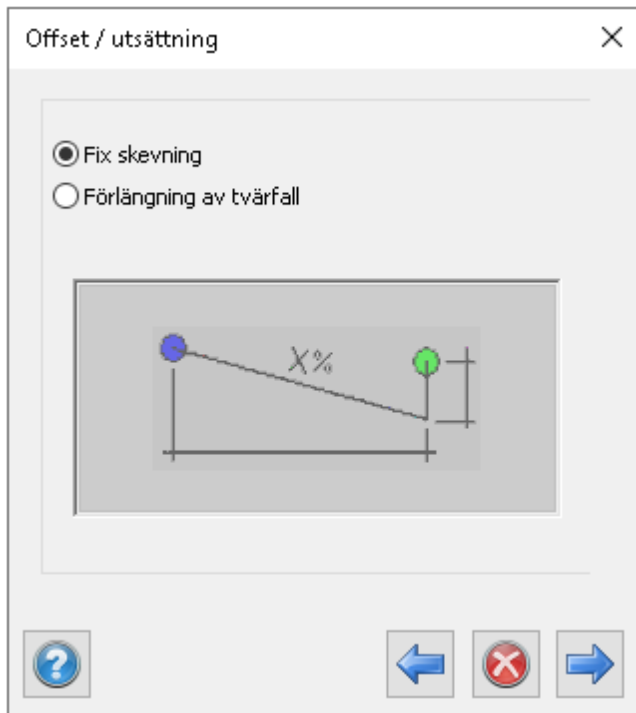 Offset / utsättning
Fix skevning
Förlängning av tvärfall
X%